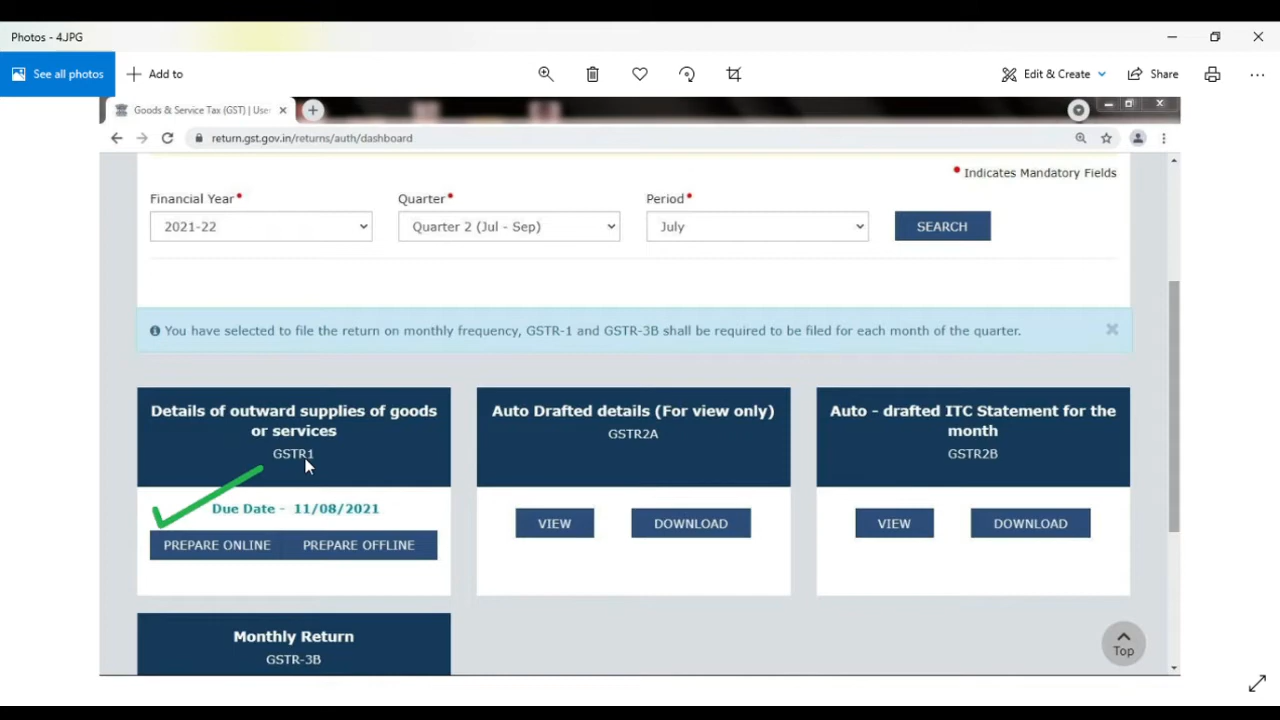 Photos - 4.JPG
See all photos
Add to
Edit & Create
Share
Goods & Service Tax (GST) | Use
return.gst.gov.in/returns/auth/dashboard
* Indicates Mandatory Fields
Financial Year* Quarter* Period*
2021-22 Quarter 2 (Jul - Sep) July SEARCH
You have selected to file the return on monthly frequency, GSTR-1 and GSTR-3B shall be required to be filed for each month of the quarter.
Details of outward supplies of goods
or services
GSTR1
Due Date - 11/08/2021
PREPARE ONLINE PREPARE OFFLINE
Auto Drafted details (For view only)
GSTR2A
VIEW DOWNLOAD
Auto - drafted ITC Statement for the
month
GSTR2B
VIEW DOWNLOAD
Monthly Return
GSTR-3B
Top